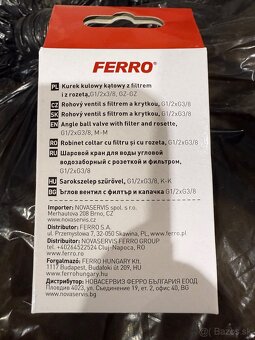 FERRO®
PL Kurek kulowy kątowy z filtrem
i z rozetą, G1/2x3/8, GZ-GZ
CZ Rohový ventil s filtrem a krytkou, G1/2xG3/8
SK Rohový ventil s filtrom a krytkou, G1/2xG3/8
EN Angle ball valve with filter and rosette,
G1/2xG3/8, M-M
RO Robinet coltar cu filtru și cu rozeta, G1/2xG3/8
RU Шаровой кран для воды угловой
водозаборный с розеткой и фильтром,
G1/2xG3/8
HU Sarokszelep szűrővel, G1/2xG3/8, K-K
BG Ъглов вентил с филтър и капачка G1/2xG3/8
Importer: NOVASERVIS spol. s r.o.
Merhautova 208 Brno, CZ
www.novaservis.cz
Distributor: FERRO S.A.
ul. Przemysłowa 7, 32-050 Skawina, PL, www.ferro.pl
Distribuitor: NOVASERVIS FERRO GROUP
tel. +40264522524 Cluj-Napoca, RO
www.ferro.ro
Forgalmazó: FERRO HUNGARY Kft.
1117 Budapest, Budafoki út 209, HU
www.ferrohungary.hu
Дистрибутор: НОВАСЕРВИЗ ФЕРРО БЪЛГАРИЯ ЕООД
Пловдив 4023, ул. Съединение 19, ет. 2, офис 40, BG
www.novaservis.bg
bazos.sk